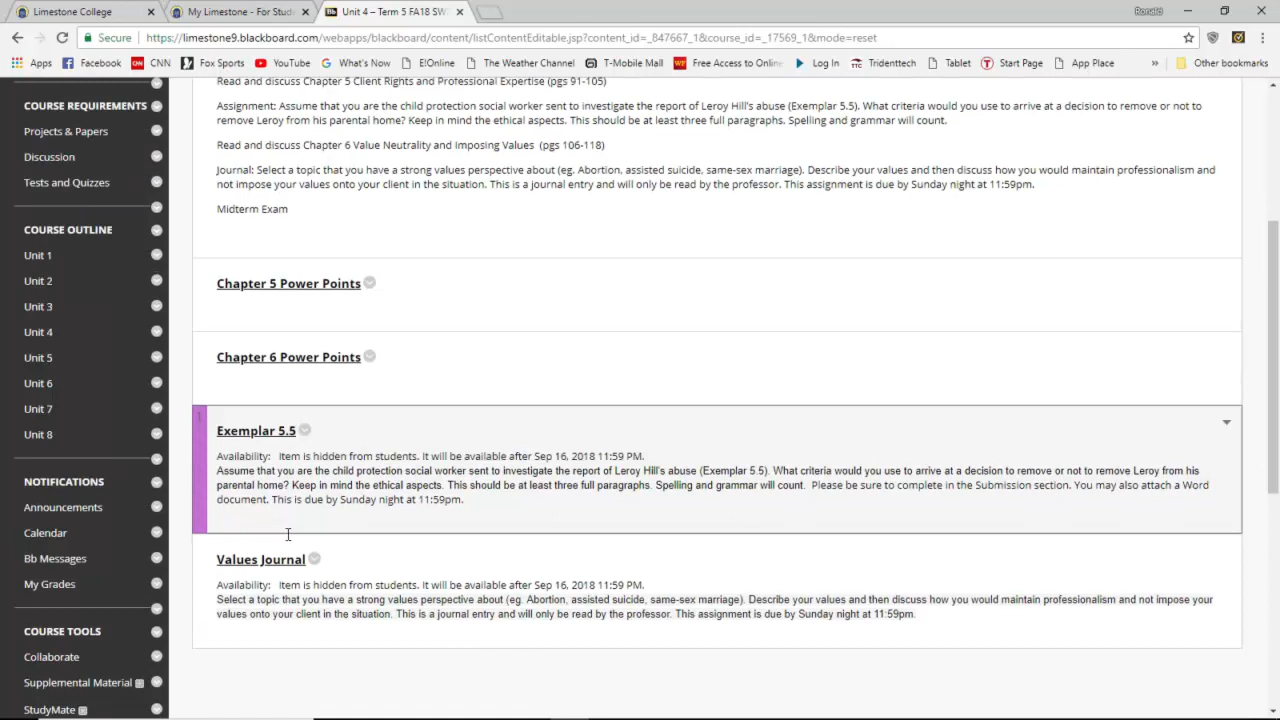 Limestone College
My Limestone - For Stude
Unit 4 – Term 5 FA18 SW
Ronald
Secure
https://limestone9.blackboard.com/webapps/blackboard/content/listContentEditable.jsp?content_id=_847667_1&course_id=_17569_1&mode=reset
Apps
Facebook
CNN
Fox Sports
YouTube
What's Now
E!Online
The Weather Channel
T-Mobile Mall
Free Access to Online
Log In
Tridenttech
Tablet
Start Page
App Place
»
Other bookmarks
COURSE REQUIREMENTS
Projects & Papers
Discussion
Tests and Quizzes
COURSE OUTLINE
Unit 1
Unit 2
Unit 3
Unit 4
Unit 5
Unit 6
Unit 7
Unit 8
NOTIFICATIONS
Announcements
Calendar
Bb Messages
My Grades
COURSE TOOLS
Collaborate
Supplemental Material
StudyMate
Read and discuss Chapter 5 Client Rights and Professional Expertise (pgs 91-105)
Assignment: Assume that you are the child protection social worker sent to investigate the report of Leroy Hill's abuse (Exemplar 5.5). What criteria would you use to arrive at a decision to remove or not to
remove Leroy from his parental home? Keep in mind the ethical aspects. This should be at least three full paragraphs. Spelling and grammar will count.
Read and discuss Chapter 6 Value Neutrality and Imposing Values (pgs 106-118)
Journal: Select a topic that you have a strong values perspective about (eg. Abortion, assisted suicide, same-sex marriage). Describe your values and then discuss how you would maintain professionalism and
not impose your values onto your client in the situation. This is a journal entry and will only be read by the professor. This assignment is due by Sunday night at 11:59pm.
Midterm Exam
Chapter 5 Power Points
Chapter 6 Power Points
Exemplar 5.5
Availability: Item is hidden from students. It will be available after Sep 16, 2018 11:59 PM.
Assume that you are the child protection social worker sent to investigate the report of Leroy Hill's abuse (Exemplar 5.5). What criteria would you use to arrive at a decision to remove or not to remove Leroy from his
parental home? Keep in mind the ethical aspects. This should be at least three full paragraphs. Spelling and grammar will count. Please be sure to complete in the Submission section. You may also attach a Word
document. This is due by Sunday night at 11:59pm.
Values Journal
Availability: Item is hidden from students. It will be available after Sep 16, 2018 11:59 PM.
Select a topic that you have a strong values perspective about (eg. Abortion, assisted suicide, same-sex marriage). Describe your values and then discuss how you would maintain professionalism and not impose your
values onto your client in the situation. This is a journal entry and will only be read by the professor. This assignment is due by Sunday night at 11:59pm.